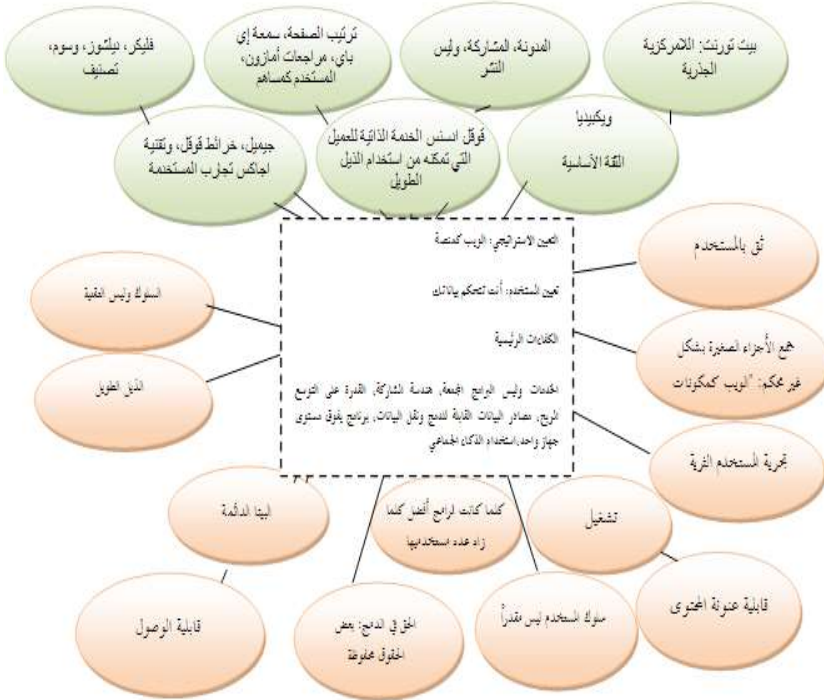 بيت تورنت: اللامركزية
الجذرية
المدونة، المشاركة، وليس
النشر
ترتيب الصفحة، سمعة إي
باي، مراجعات أمازون،
المستخدم كمساهم
فليكر، ديلشوز، وسوم،
تصنيف
ويكيبيديا
الثقة الأساسية
قوقل ادسنس الخدمة الذاتية للعميل
التي تمكنه من استخدام الذيل
الطويل
جيميل، خرائط قوقل، وتقنية
اجاكس تجارب المستخدمة
التعيين الاستراتيجي: الويب كمنصة
تعيين المستخدم: أنت تتحكم ببياناتك
الكفاءات الرئيسية
الخدمات وليس البرامج المجمعة، هندسة المشاركة، القدرة على التوسع
المربح، مصادر البيانات القابلة للدمج ونقل البيانات، برنامج يفوق مستوى
جهاز واحد،استخدام الذكاء الجماعي
ثق بالمستخدم
جمع الأجزاء الصغيرة بشكل
غير محكم: "الويب كمكونات
تجربة المستخدم الثرية
السلوك وليس التقنية
الذيل الطويل
تشغيل
قابلية عنونة المحتوى
كلما كانت البرامج أفضل كلما
زاد عدد مستخدميها
سلوك المستخدم ليس مقدراً
البيتا الدائمة
الحق في الدمج: بعض
الحقوق محفوظة
قابلية الوصول